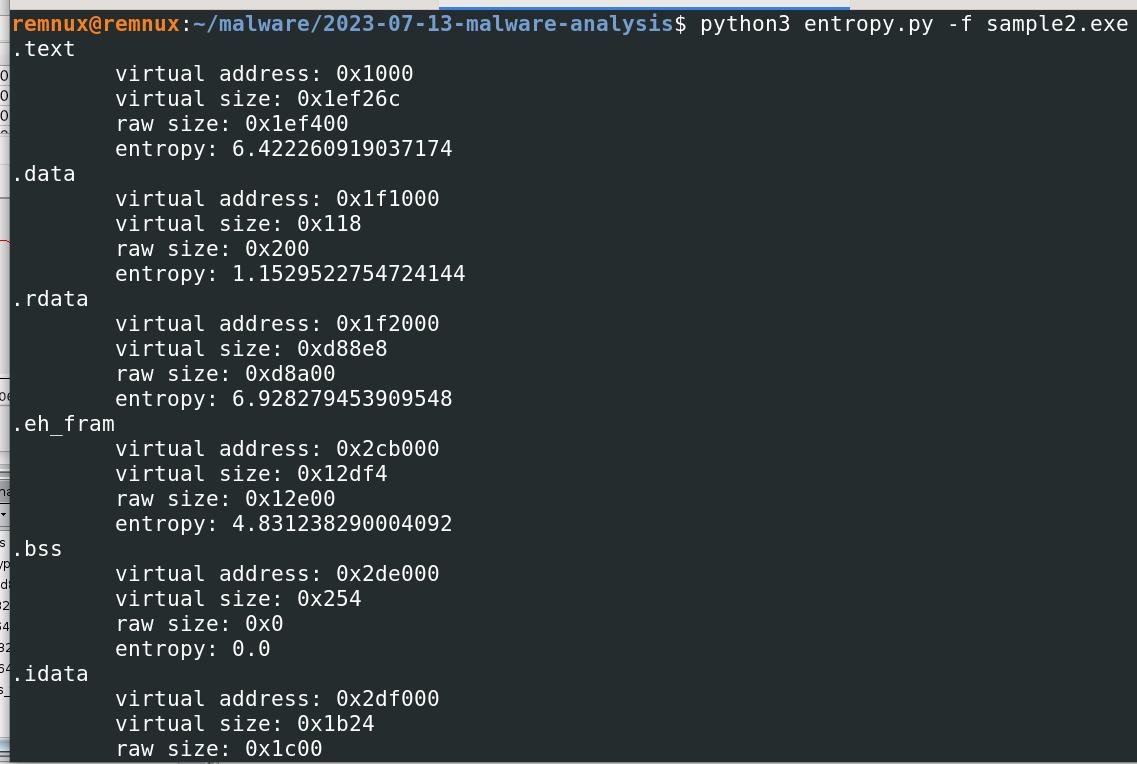 remnux@remnux:~/malware/2023-07-13-malware-analysis$ python3 entropy.py -f sample2.exe
.text
        virtual address: 0x1000
        virtual size: 0x1ef26c
        raw size: 0x1ef400
        entropy: 6.422260919037174
.data
        virtual address: 0x1f1000
        virtual size: 0x118
        raw size: 0x200
        entropy: 1.1529522754724144
.rdata
        virtual address: 0x1f2000
        virtual size: 0xd88e8
        raw size: 0xd8a00
        entropy: 6.928279453909548
.eh_fram
        virtual address: 0x2cb000
        virtual size: 0x12df4
        raw size: 0x12e00
        entropy: 4.831238290004092
.bss
        virtual address: 0x2de000
        virtual size: 0x254
        raw size: 0x0
        entropy: 0.0
.idata
        virtual address: 0x2df000
        virtual size: 0x1b24
        raw size: 0x1c00